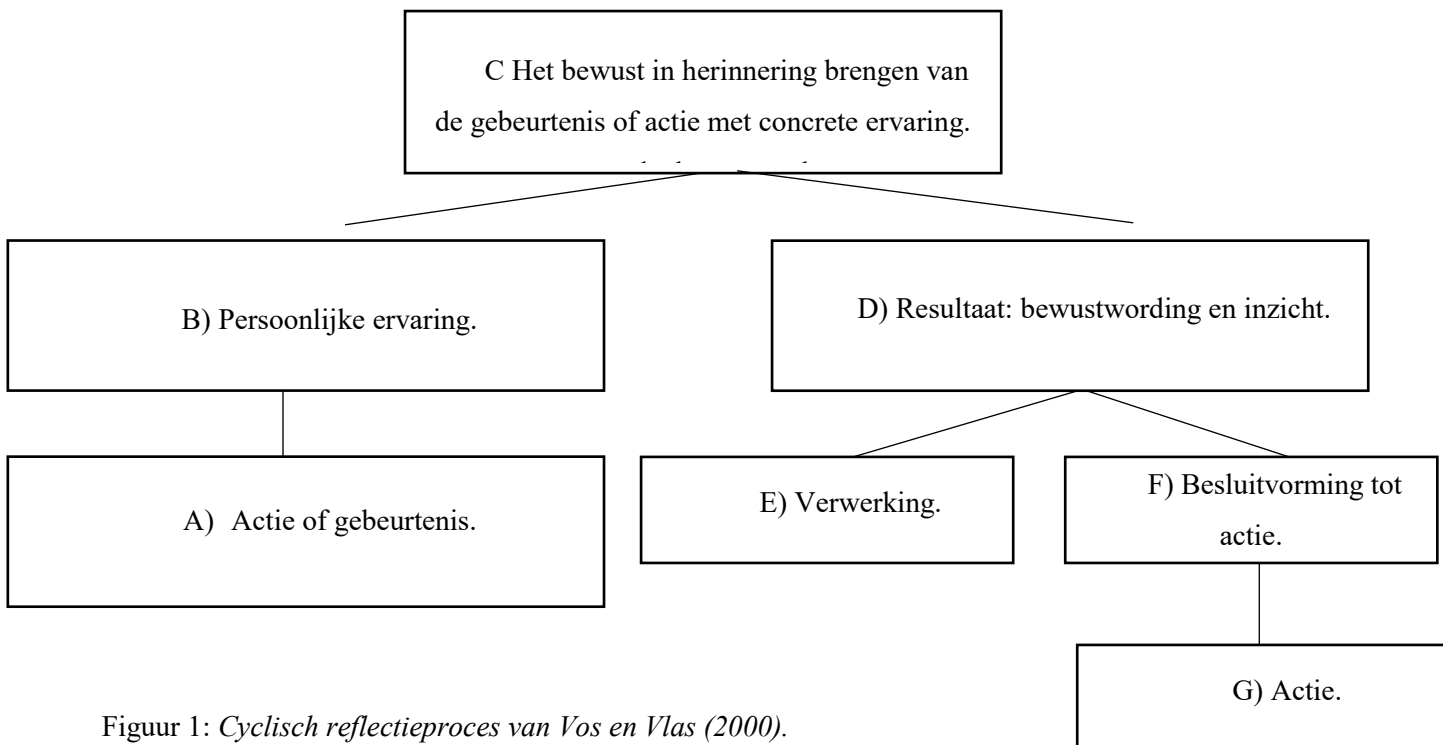 C Het bewust in herinnering brengen van
de gebeurtenis of actie met concrete ervaring.
B) Persoonlijke ervaring.
D) Resultaat: bewustwording en inzicht.
A) Actie of gebeurtenis.
E) Verwerking.
F) Besluitvorming tot
actie.
G) Actie.
Figuur 1: Cyclisch reflectieproces van Vos en Vlas (2000).